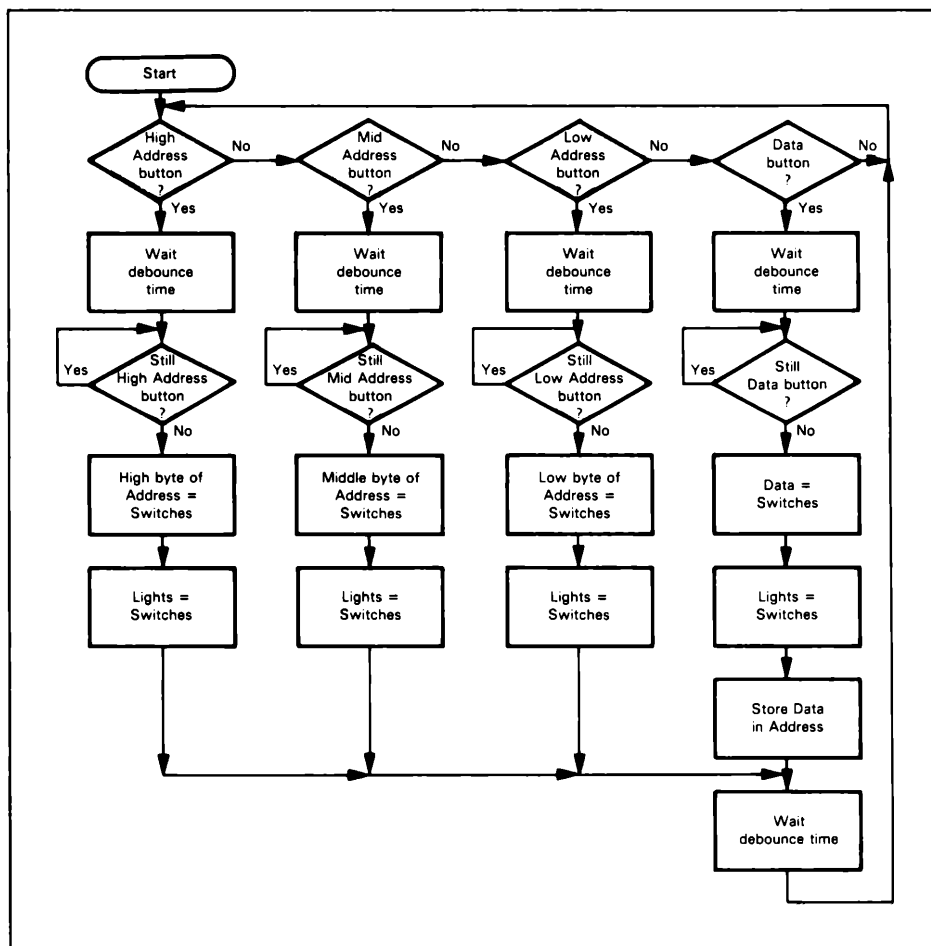 Start
High
Address
button
?
No
Mid
Address
button
?
No
Low
Address
button
?
No
Data
button
?
No
Yes
Yes
Yes
Yes
Wait
debounce
time
Wait
debounce
time
Wait
debounce
time
Wait
debounce
time
Still
High Address
button
?
Yes
Still
Mid Address
button
?
Yes
Still
Low Address
button
?
Yes
Still
Data button
?
Yes
No
No
No
No
High byte of
Address =
Switches
Middle byte of
Address =
Switches
Low byte of
Address =
Switches
Data =
Switches
Lights =
Switches
Lights =
Switches
Lights =
Switches
Lights =
Switches
Store Data
in Address
Wait
debounce time